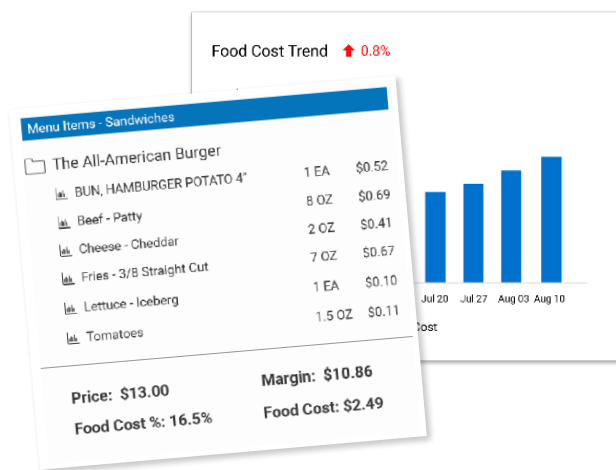 Food Cost Trend 0.8%
Menu Items - Sandwiches
The All-American Burger
BUN, HAMBURGER POTATO 4" 1 EA $0.52
Beef - Patty 8 OZ $0.69
Cheese - Cheddar 2 OZ $0.41
Fries - 3/8 Straight Cut 7 OZ $0.67
Lettuce - Iceberg 1 EA $0.10
Tomatoes 1.5 OZ $0.11
Price: $13.00 Margin: $10.86
Food Cost %: 16.5% Food Cost: $2.49
Jul 20 Jul 27 Aug 03 Aug 10
Cost